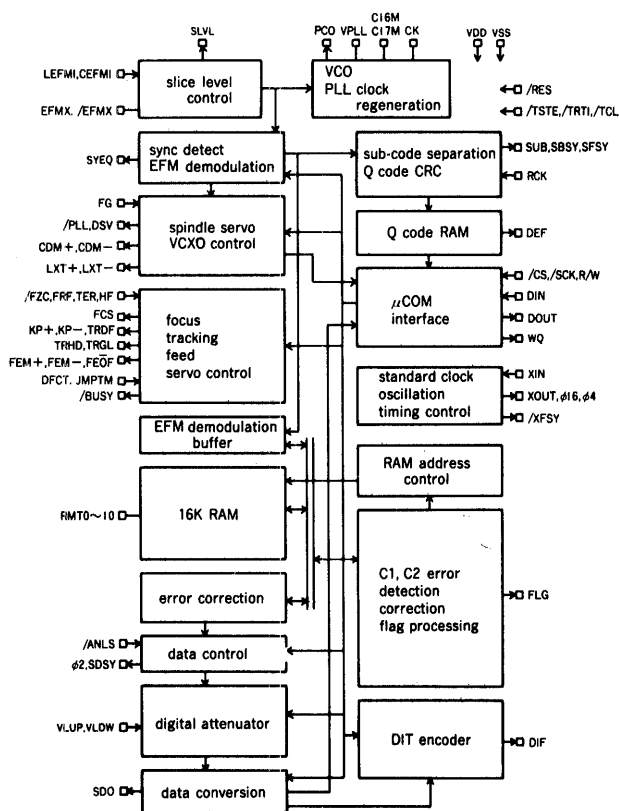 SLVL
PCO VPLL C16M C17M CK
VDD VSS
LEFMI,CEFMI
EFMX. /EFMX
slice level
control
VCO
PLL clock
regeneration
/RES
/TSTE,/TRTI,/TCL
SYEQ
sync detect
EFM demodulation
sub-code separation
Q code CRC
SUB,SBSY,SFSY
RCK
FG
/PLL,DSV
CDM+,CDM−
LXT+,LXT−
spindle servo
VCXO control
Q code RAM
DEF
μCOM
interface
/CS,/SCK,R/W
DIN
DOUT
WQ
/FZC,FRF,TER,HF
FCS
KP+,KP−,TRDF
TRHD,TRGL
FEM+,FEM−,FEOF
DFCT. JMPTM
/BUSY
focus
tracking
feed
servo control
standard clock
oscillation
timing control
XIN
XOUT,φ16,φ4
/XFSY
EFM demodulation
buffer
RAM address
control
RMT0～10
16K RAM
C1, C2 error
detection
correction
flag processing
FLG
error correction
/ANLS
φ2,SDSY
data control
VLUP,VLDW
digital attenuator
DIT encoder
DIF
SDO
data conversion